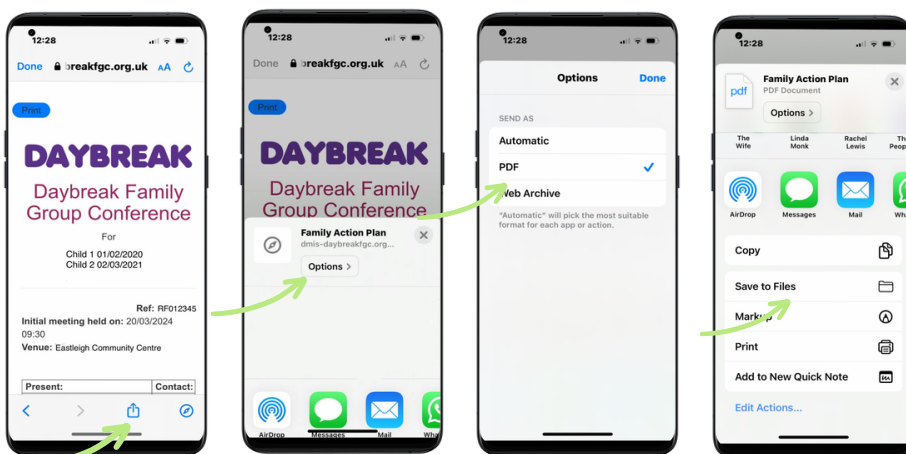 12:28
Done breakfgc.org.uk AA
Print
DAYBREAK
Daybreak Family
Group Conference
For
Child 1 01/02/2020
Child 2 02/03/2021
Ref: RF012345
Initial meeting held on: 20/03/2024
09:30
Venue: Eastleigh Community Centre
Present: Contact:
12:28
Done breakfgc.org.uk AA
Print
DAYBREAK
Daybreak Family
Group Conference
Family Action Plan
dmis-daybreakfgc.org...
Options >
AirDrop Messages Mail Wha
12:28
Options Done
SEND AS
Automatic
PDF
Web Archive
"Automatic" will pick the most suitable
format for each app or action.
12:28
pdf
Family Action Plan
PDF Document
Options >
The Linda Rachel Th
Wife Monk Lewis Peop
AirDrop Messages Mail Wh
Copy
Save to Files
Markup
Print
Add to New Quick Note
Edit Actions...